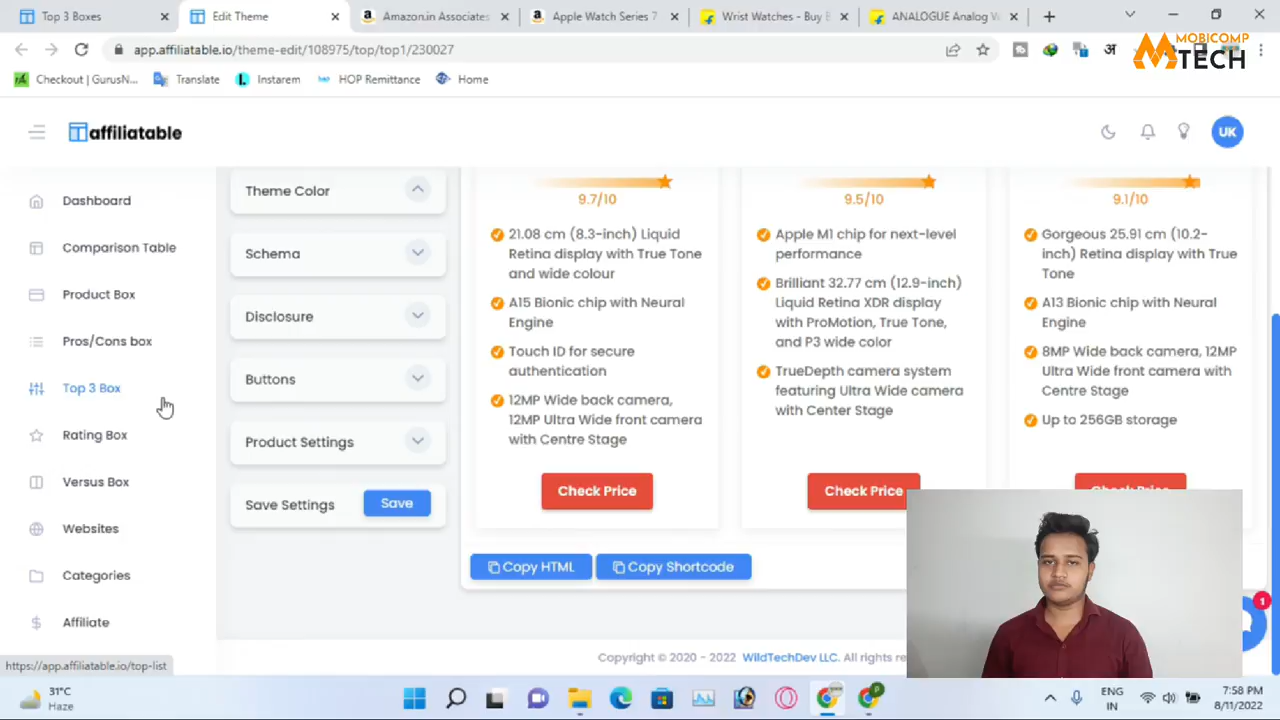 Top 3 Boxes
Edit Theme
Amazon.in Associates
Apple Watch Series 7
Wrist Watches - Buy B
ANALOGUE Analog W
app.affiliatable.io/theme-edit/108975/top/top1/230027
MOBICOMP
TECH
Checkout | GurusN...
Translate
Instarem
HOP Remittance
Home
affiliatable
UK
Dashboard
Comparison Table
Product Box
Pros/Cons box
Top 3 Box
Rating Box
Versus Box
Websites
Categories
Affiliate
https://app.affiliatable.io/top-list
Theme Color
Schema
Disclosure
Buttons
Product Settings
Save Settings
Save
9.7/10
21.08 cm (8.3-inch) Liquid
Retina display with True Tone
and wide colour
A15 Bionic chip with Neural
Engine
Touch ID for secure
authentication
12MP Wide back camera,
12MP Ultra Wide front camera
with Centre Stage
Check Price
9.5/10
Apple M1 chip for next-level
performance
Brilliant 32.77 cm (12.9-inch)
Liquid Retina XDR display
with ProMotion, True Tone,
and P3 wide color
TrueDepth camera system
featuring Ultra Wide camera
with Center Stage
Check Price
9.1/10
Gorgeous 25.91 cm (10.2-
inch) Retina display with True
Tone
A13 Bionic chip with Neural
Engine
8MP Wide back camera, 12MP
Ultra Wide front camera with
Centre Stage
Up to 256GB storage
Check Price
Copy HTML
Copy Shortcode
1
Copyright © 2020 - 2022 WildTechDev LLC. All rights re
31°C
Haze
ENG
IN
7:58 PM
8/11/2022